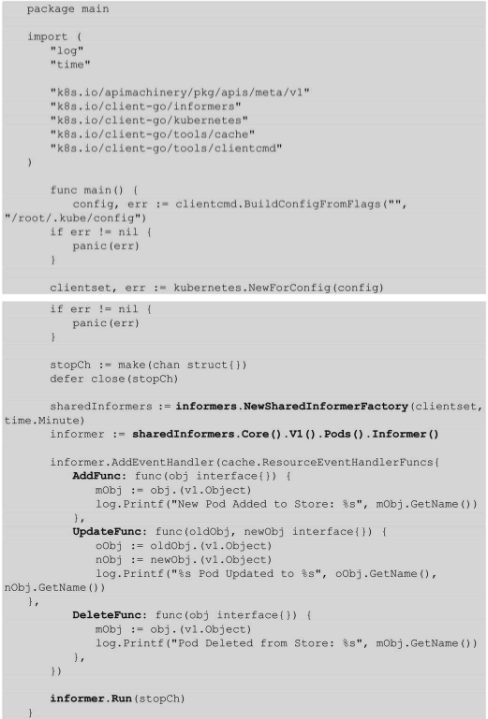 package main
import (
"log"
"time"
"k8s.io/apimachinery/pkg/apis/meta/v1"
"k8s.io/client-go/informers"
"k8s.io/client-go/kubernetes"
"k8s.io/client-go/tools/cache"
"k8s.io/client-go/tools/clientcmd"
)
func main() {
config, err := clientcmd.BuildConfigFromFlags("",
"/root/.kube/config")
if err != nil {
panic(err)
}
clientset, err := kubernetes.NewForConfig(config)
if err != nil {
panic(err)
}
stopCh := make(chan struct{})
defer close(stopCh)
sharedInformers := informers.NewSharedInformerFactory(clientset,
time.Minute)
informer := sharedInformers.Core().V1().Pods().Informer()
informer.AddEventHandler(cache.ResourceEventHandlerFuncs{
AddFunc: func(obj interface{}) {
mObj := obj.(v1.Object)
log.Printf("New Pod Added to Store: %s", mObj.GetName())
},
UpdateFunc: func(oldObj, newObj interface{}) {
oObj := oldObj.(v1.Object)
nObj := newObj.(v1.Object)
log.Printf("%s Pod Updated to %s", oObj.GetName(),
nObj.GetName())
},
DeleteFunc: func(obj interface{}) {
mObj := obj.(v1.Object)
log.Printf("Pod Deleted from Store: %s", mObj.GetName())
},
})
informer.Run(stopCh)
}